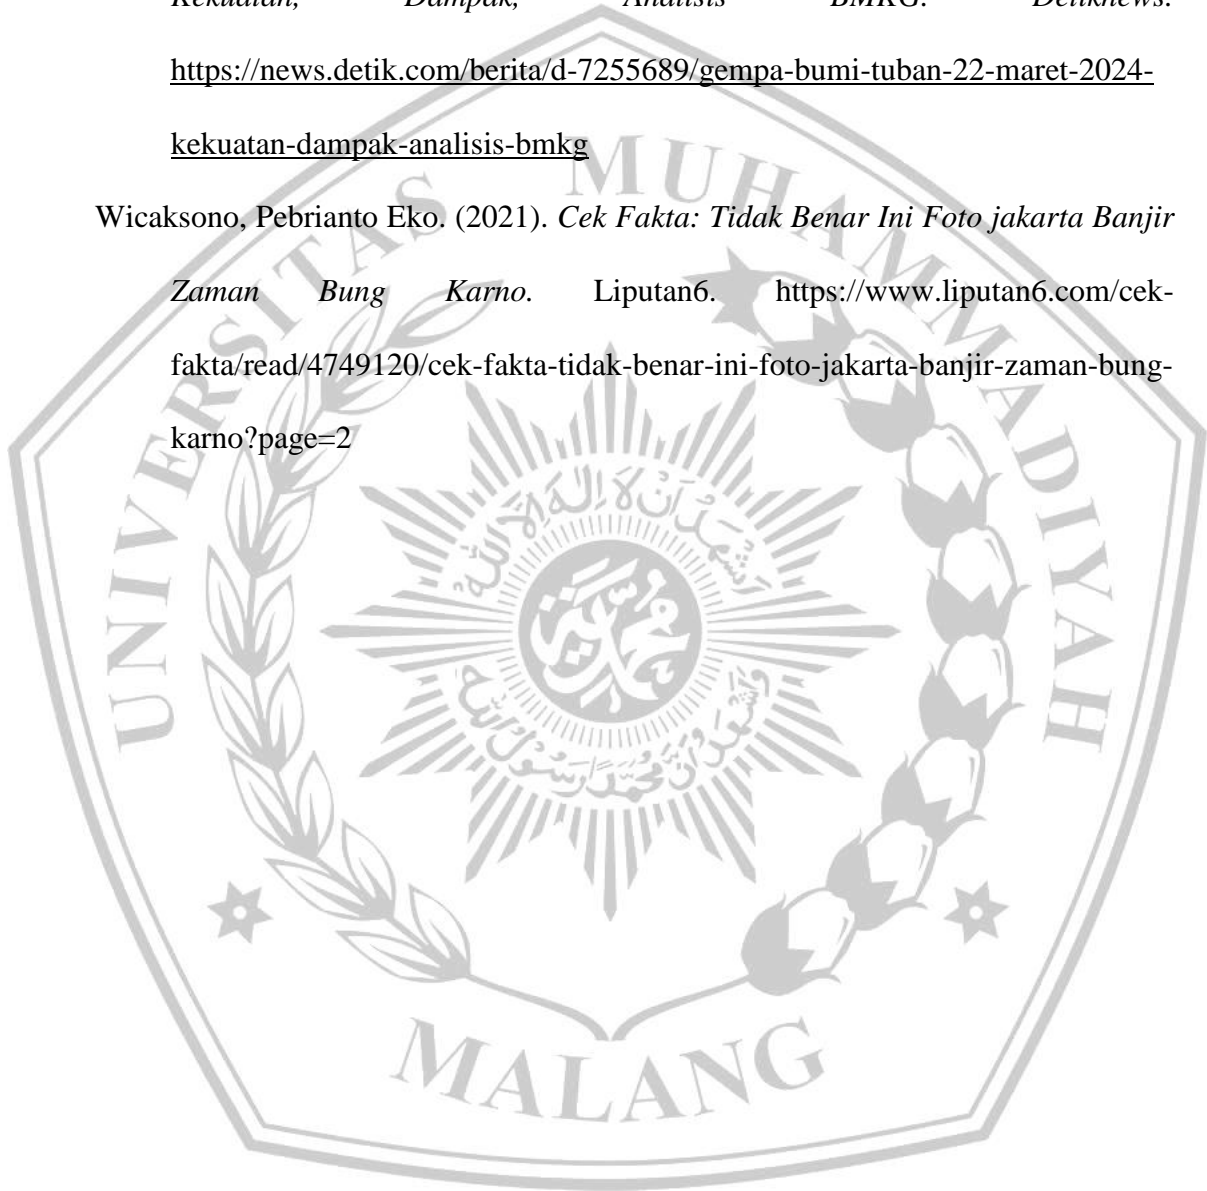 Kekuatan, Dampak, Analisis BMKG. Detiknews.
https://news.detik.com/berita/d-7255689/gempa-bumi-tuban-22-maret-2024-
kekuatan-dampak-analisis-bmkg
Wicaksono, Pebrianto Eko. (2021). Cek Fakta: Tidak Benar Ini Foto jakarta Banjir
Zaman Bung Karno. Liputan6. https://www.liputan6.com/cek-
fakta/read/4749120/cek-fakta-tidak-benar-ini-foto-jakarta-banjir-zaman-bung-
karno?page=2
UNIVERSITAS MUHAMMADIYAH
MALANG